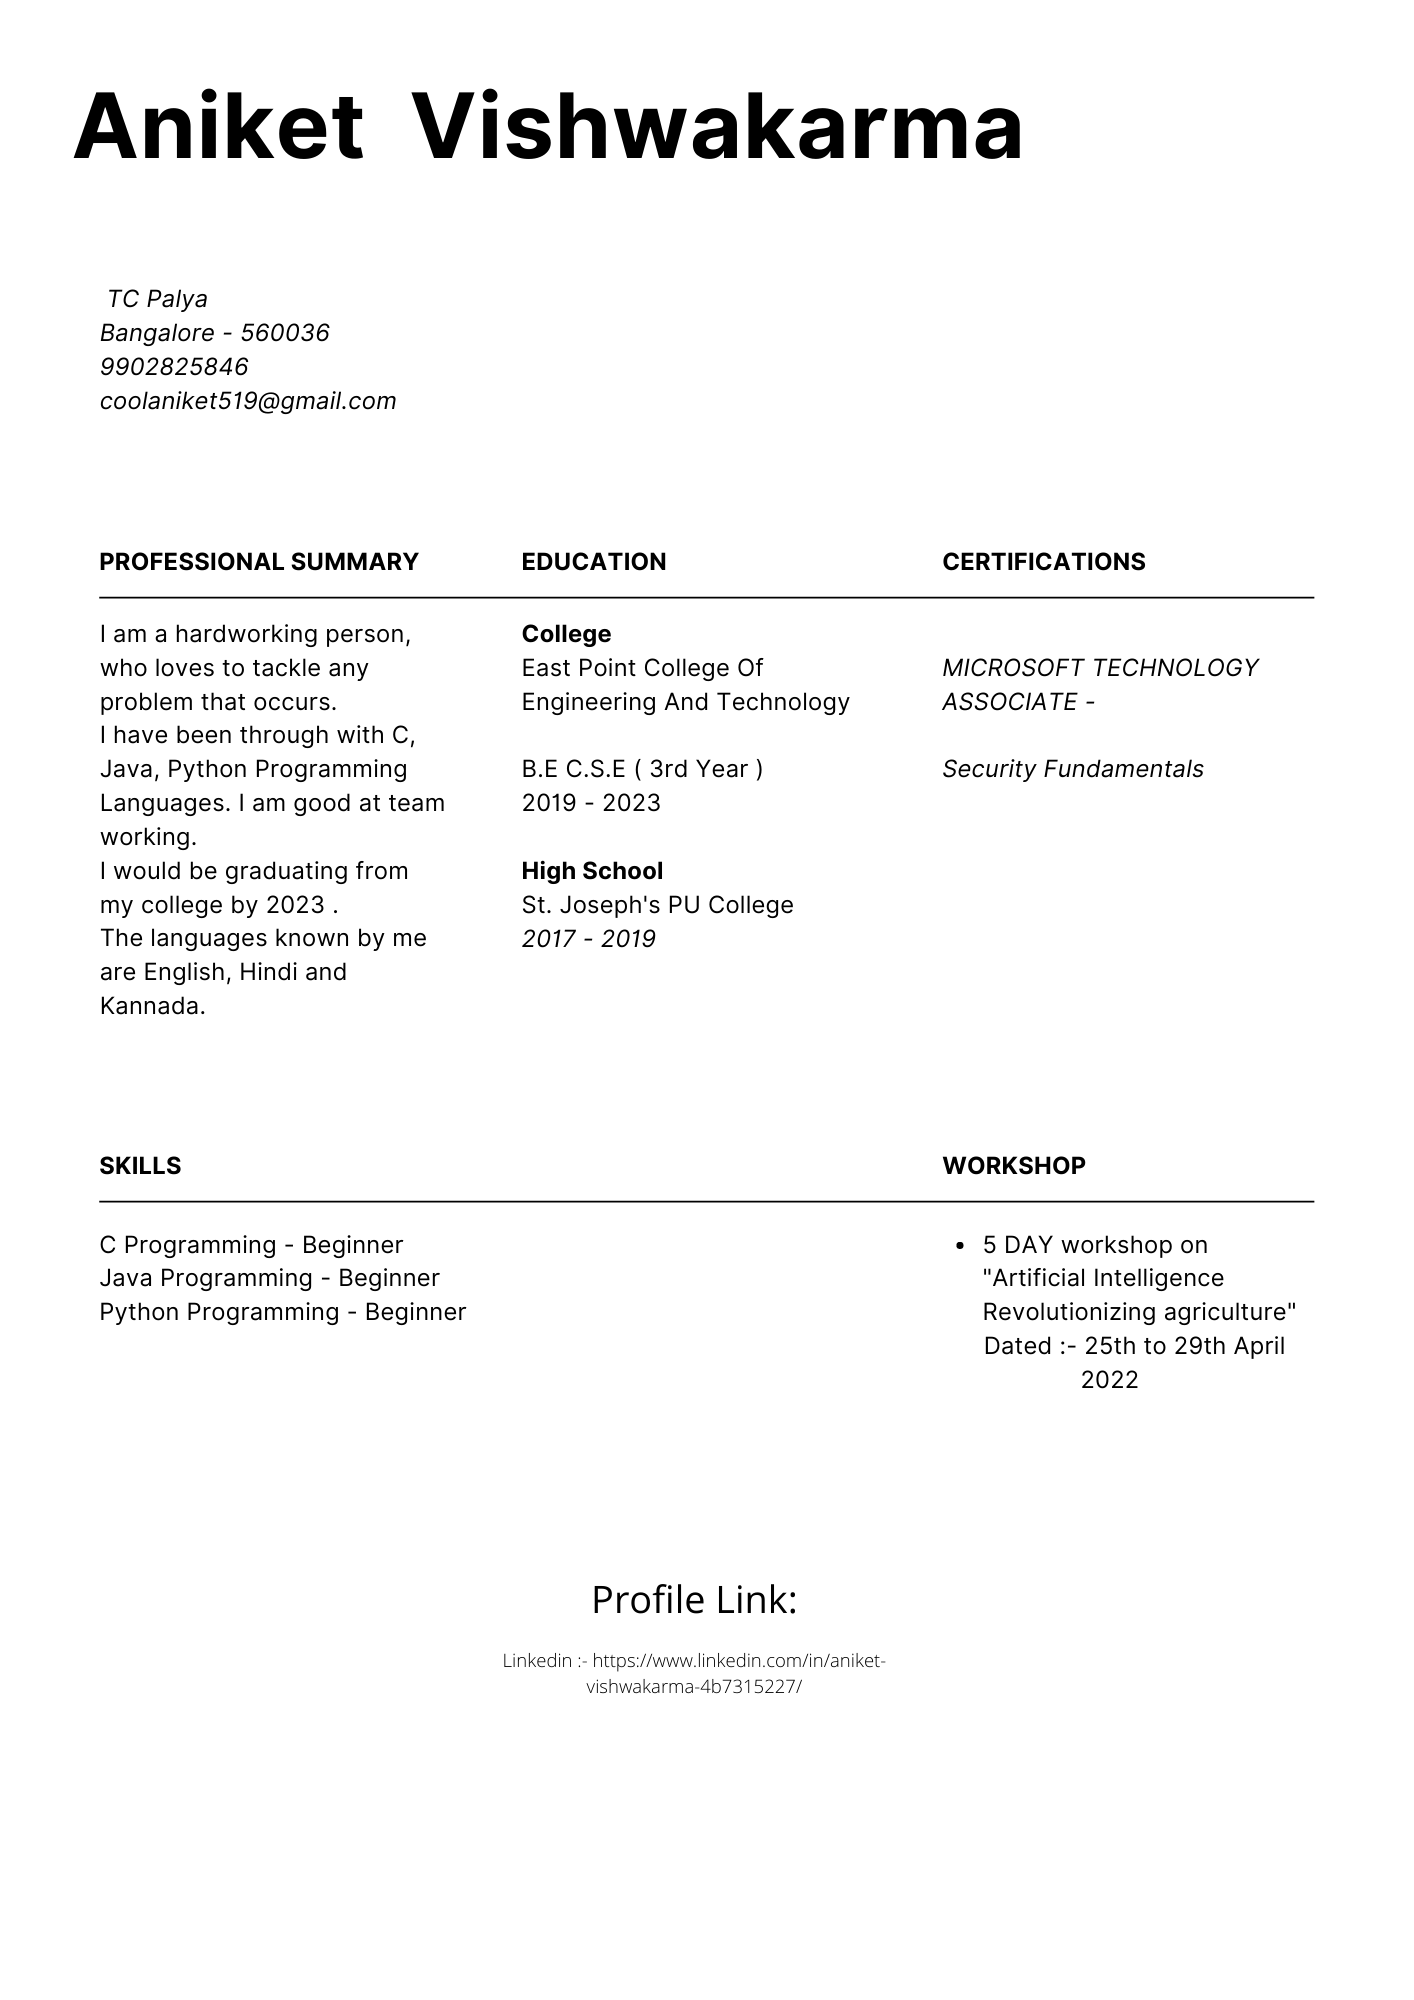 Aniket Vishwakarma
TC Palya
Bangalore - 560036
9902825846
coolaniket519@gmail.com
PROFESSIONAL SUMMARY
I am a hardworking person,
who loves to tackle any
problem that occurs.
I have been through with C,
Java, Python Programming
Languages. I am good at team
working.
I would be graduating from
my college by 2023 .
The languages known by me
are English, Hindi and
Kannada.
EDUCATION
College
East Point College Of
Engineering And Technology
B.E C.S.E ( 3rd Year )
2019 - 2023
High School
St. Joseph's PU College
2017 - 2019
CERTIFICATIONS
MICROSOFT TECHNOLOGY
ASSOCIATE -
Security Fundamentals
SKILLS
C Programming - Beginner
Java Programming - Beginner
Python Programming - Beginner
WORKSHOP
• 5 DAY workshop on
"Artificial Intelligence
Revolutionizing agriculture"
Dated :- 25th to 29th April
2022
Profile Link:
Linkedin :- https://www.linkedin.com/in/aniket-
vishwakarma-4b7315227/